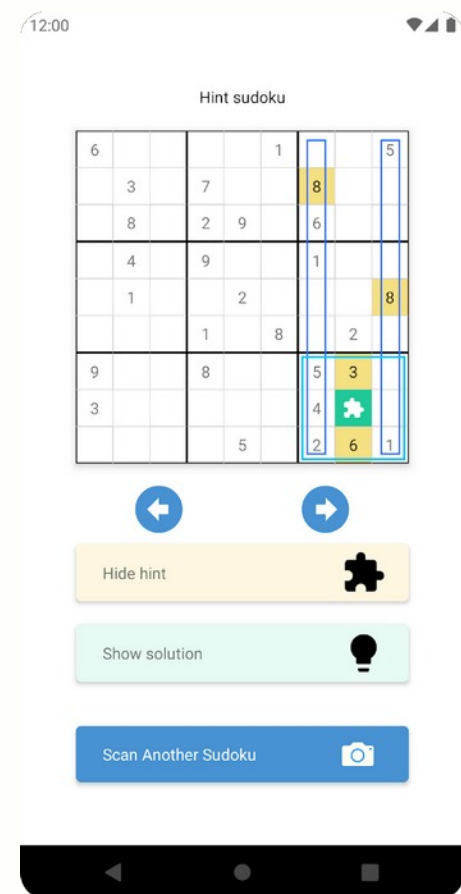 12:00
Hint sudoku
6 1 5
3 7 8
8 2 9 6
4 9 1
1 2 8
1 8 2
9 8 5 3
3 4
5 2 6 1
Hide hint
Show solution
Scan Another Sudoku